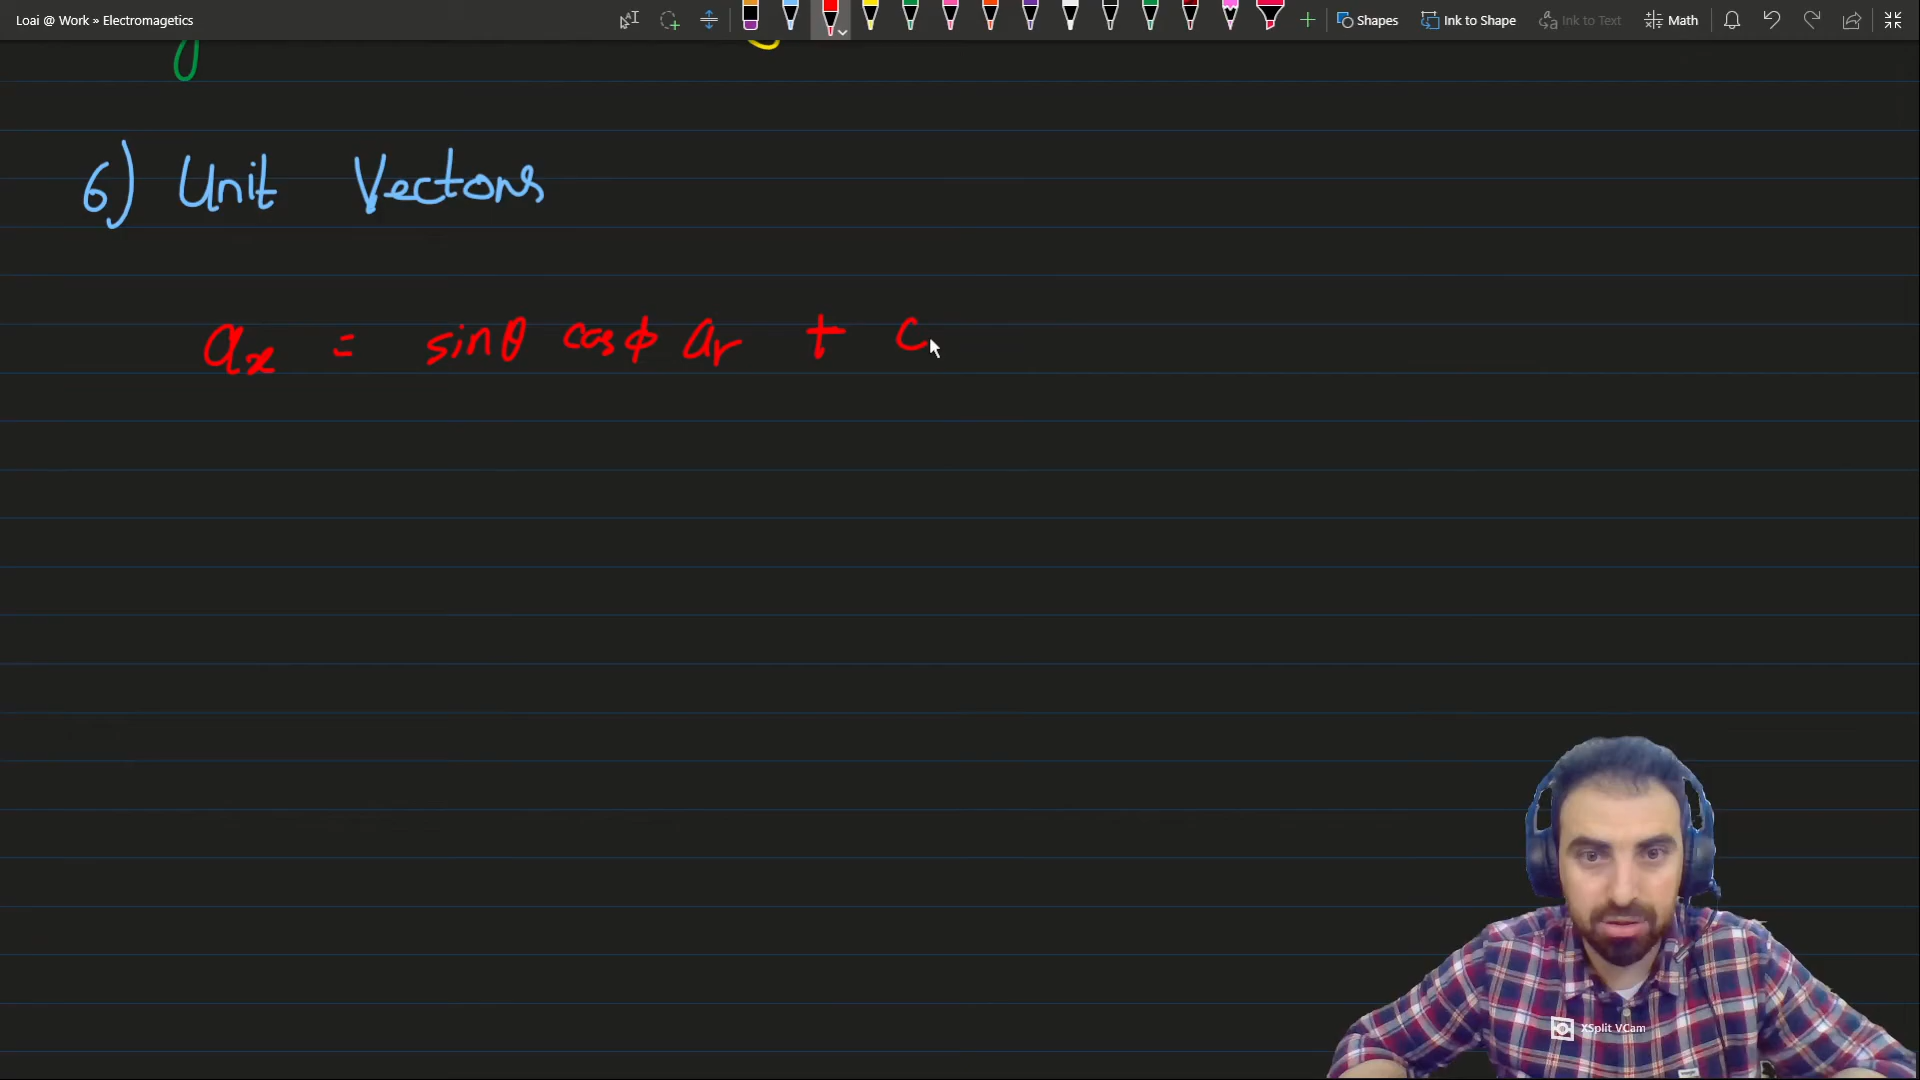 Loai @ Work » Electromagetics
Shapes Ink to Shape Ink to Text Math
6) Unit Vectors
ax = sinθ cosϕ ar + c
XSplit VCam